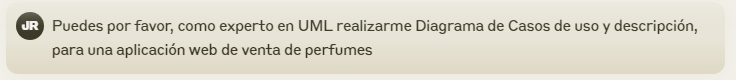 JR Puedes por favor, como experto en UML realizarme Diagrama de Casos de uso y descripción,
para una aplicación web de venta de perfumes